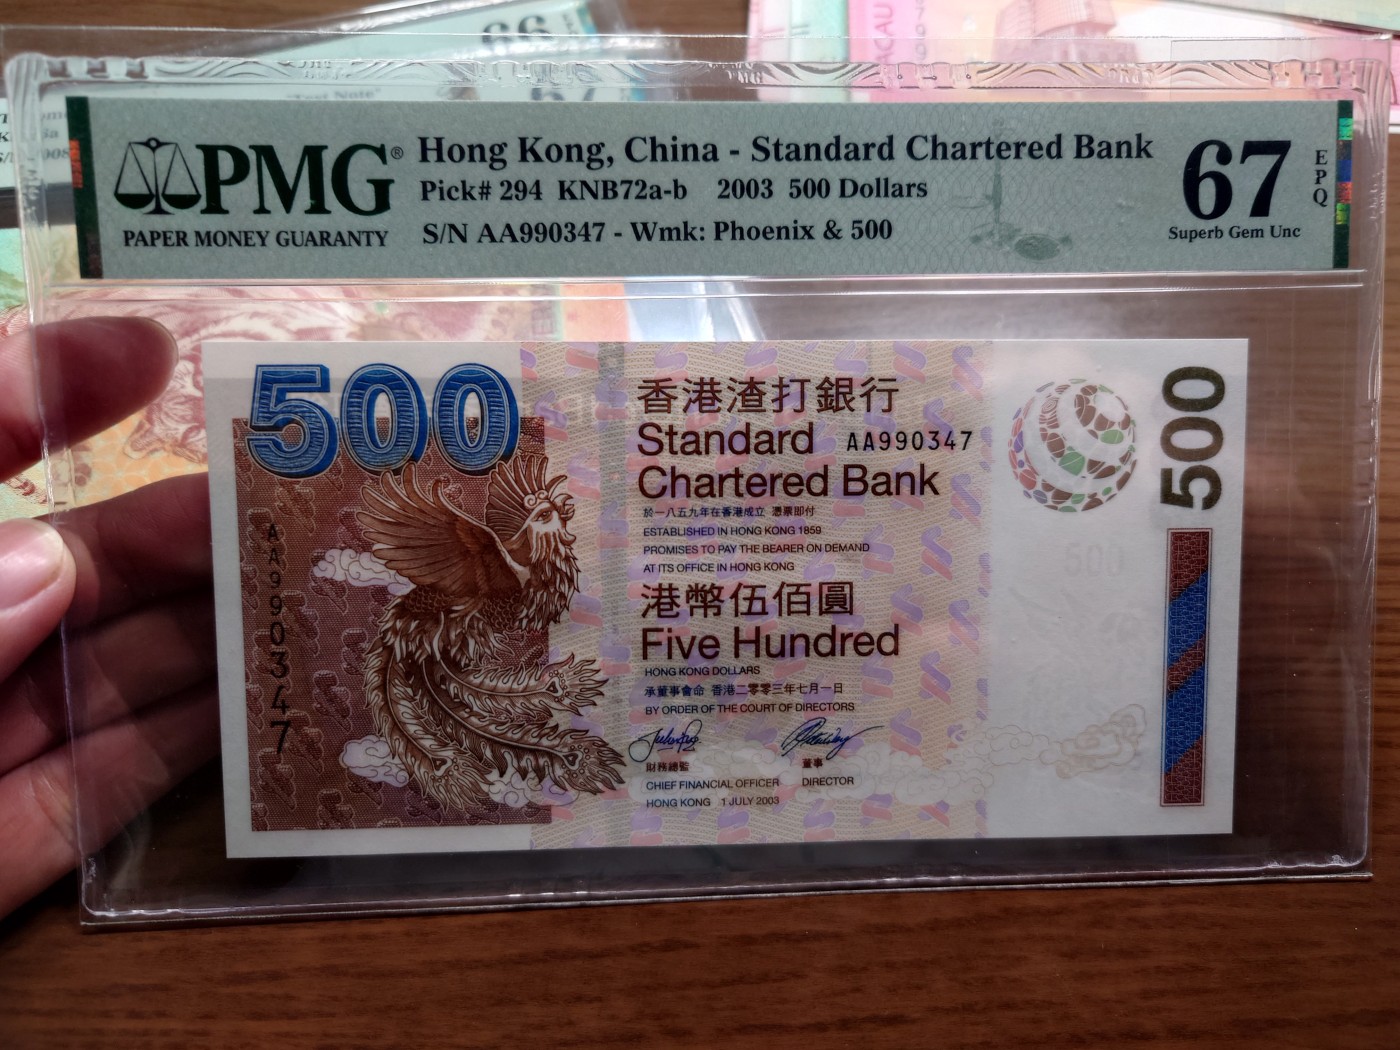 66
MACAU
PMG®
PAPER MONEY GUARANTY
Hong Kong, China - Standard Chartered Bank
Pick# 294 KNB72a-b 2003 500 Dollars
S/N AA990347 - Wmk: Phoenix & 500
67
Superb Gem Unc
EPQ
500
AA990347
香港渣打銀行
Standard
Chartered Bank
AA990347
於一八五九年在香港成立 憑票即付
ESTABLISHED IN HONG KONG 1859
PROMISES TO PAY THE BEARER ON DEMAND
AT ITS OFFICE IN HONG KONG
港幣伍佰圓
Five Hundred
HONG KONG DOLLARS
承董事會命 香港二零零三年七月一日
BY ORDER OF THE COURT OF DIRECTORS
財務總監 董事
CHIEF FINANCIAL OFFICER DIRECTOR
HONG KONG 1 JULY 2003
500
500